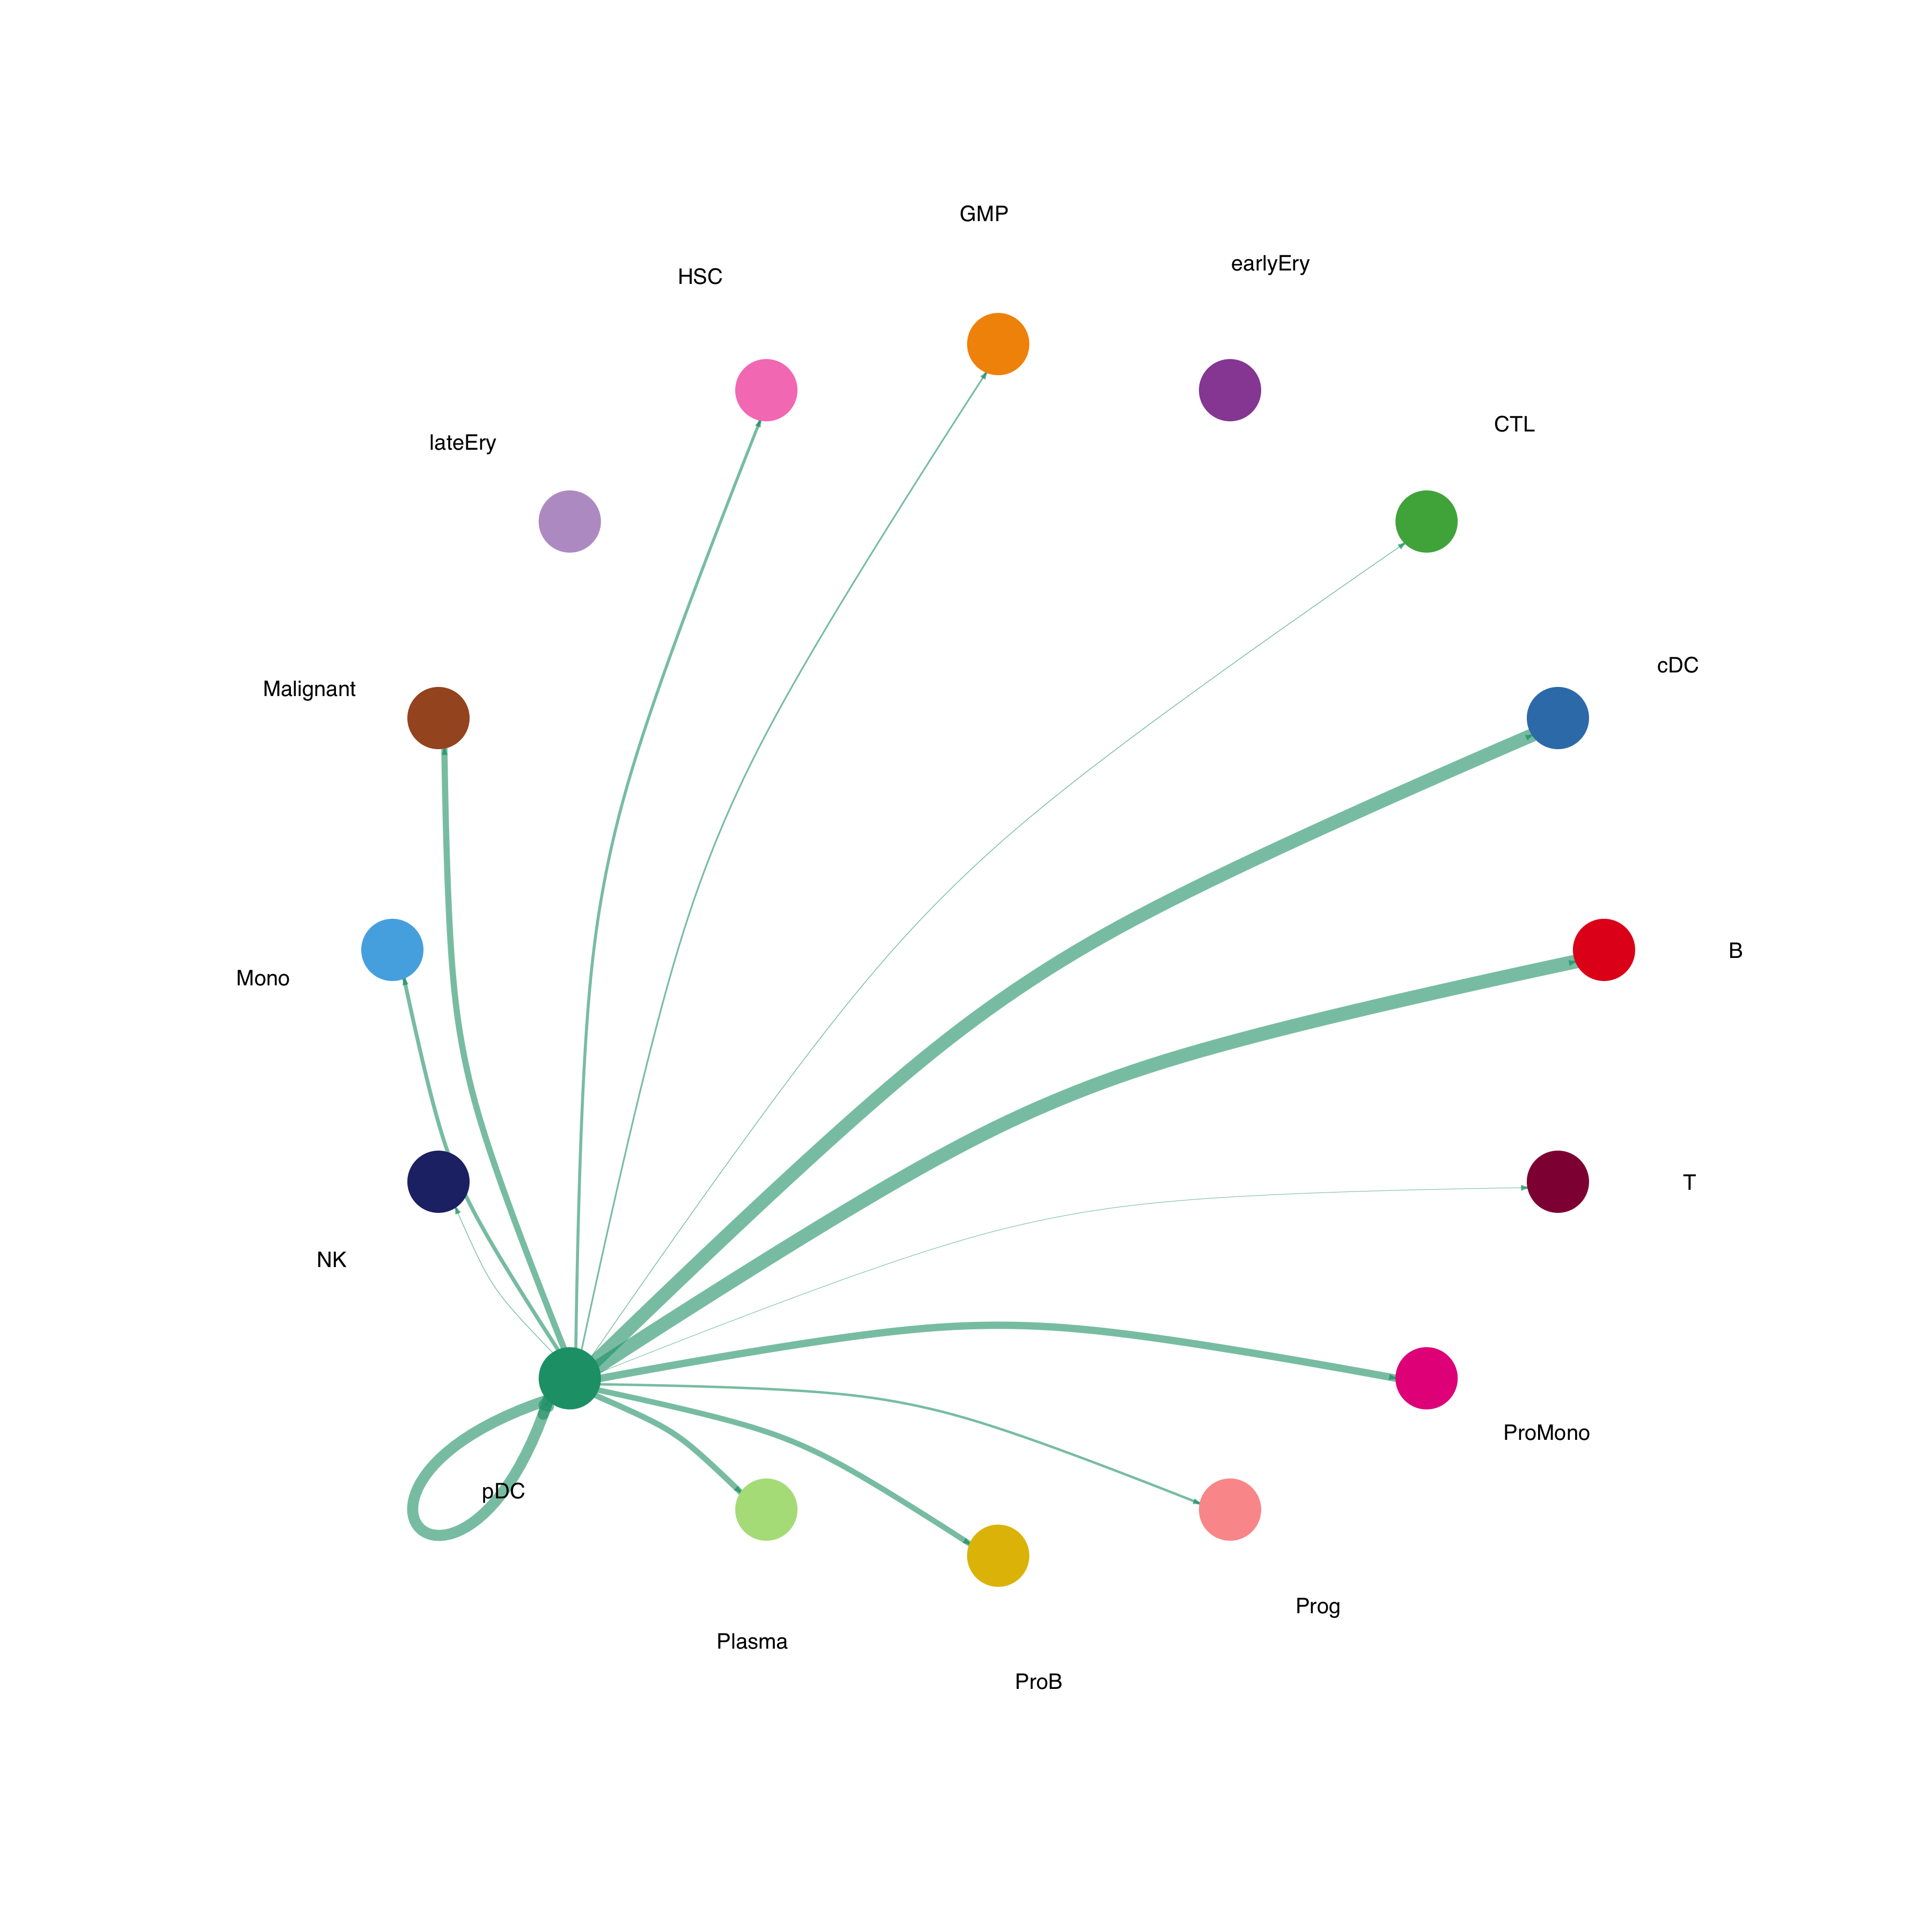 GMP
earlyEry
HSC
CTL
lateEry
cDC
Malignant
B
Mono
T
NK
ProMono
pDC
Prog
Plasma
ProB